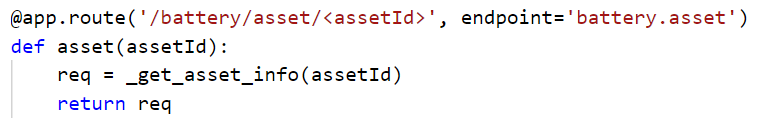 @app.route('/battery/asset/<assetId>', endpoint='battery.asset')
def asset(assetId):
    req = _get_asset_info(assetId)
    return req